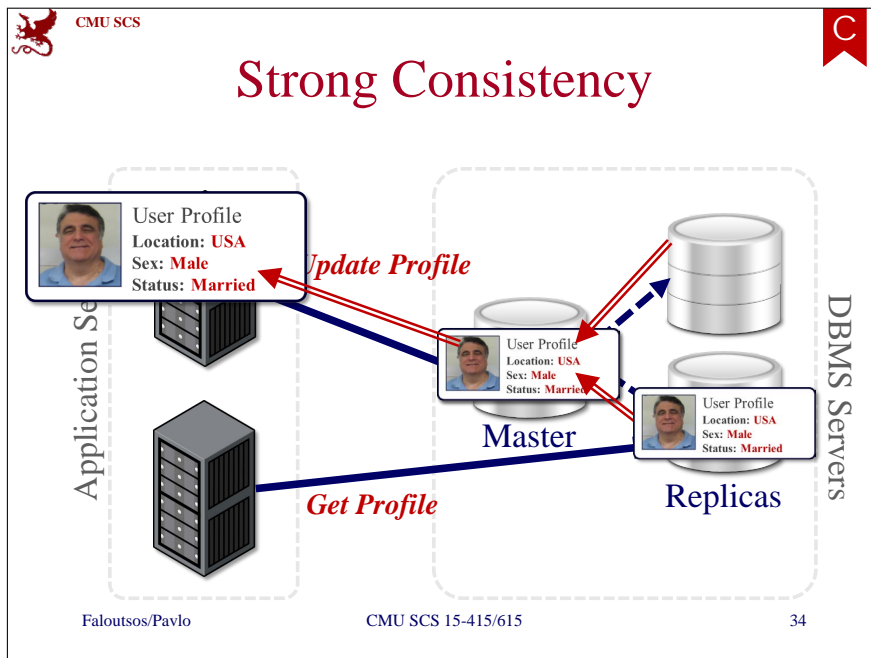 CMU SCS
C
Strong Consistency
User Profile
Location: USA
Sex: Male
Status: Married
Update Profile
Application Se
User Profile
Location: USA
Sex: Male
Status: Married
Master
User Profile
Location: USA
Sex: Male
Status: Married
Replicas
DBMS Servers
Get Profile
Faloutsos/Pavlo
CMU SCS 15-415/615
34